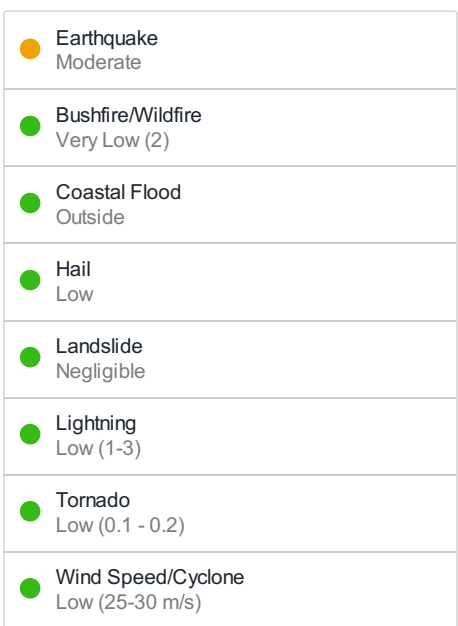 Earthquake
Moderate
Bushfire/Wildfire
Very Low (2)
Coastal Flood
Outside
Hail
Low
Landslide
Negligible
Lightning
Low (1-3)
Tornado
Low (0.1 - 0.2)
Wind Speed/Cyclone
Low (25-30 m/s)